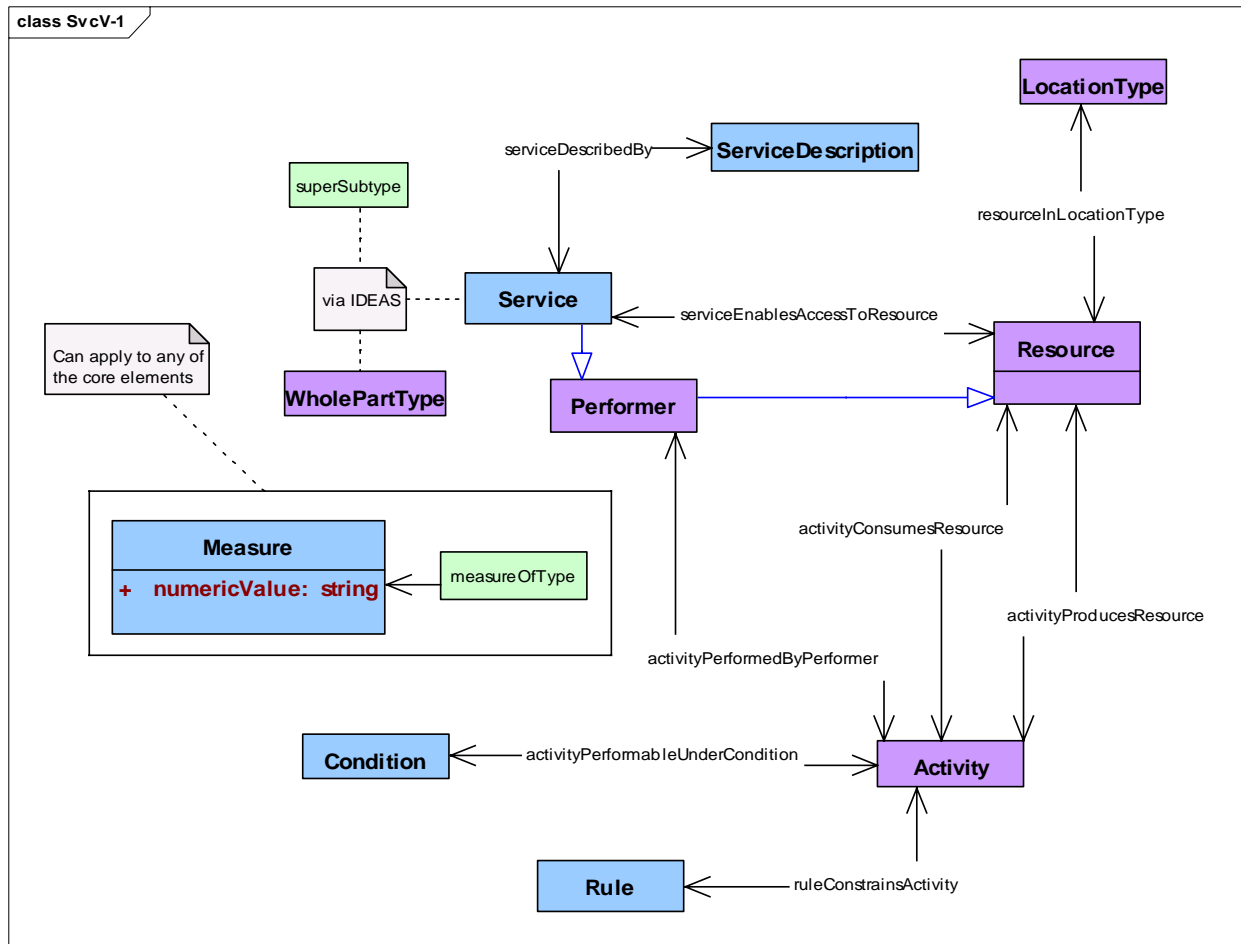 class SvcV-1
LocationType
serviceDescribedBy
ServiceDescription
superSubtype
resourceInLocationType
via IDEAS
Service
serviceEnablesAccessToResource
Resource
Can apply to any of
the core elements
WholePartType
Performer
activityConsumesResource
Measure
+ numericValue: string
measureOfType
activityProducesResource
activityPerformedByPerformer
Condition
activityPerformableUnderCondition
Activity
Rule
ruleConstrainsActivity